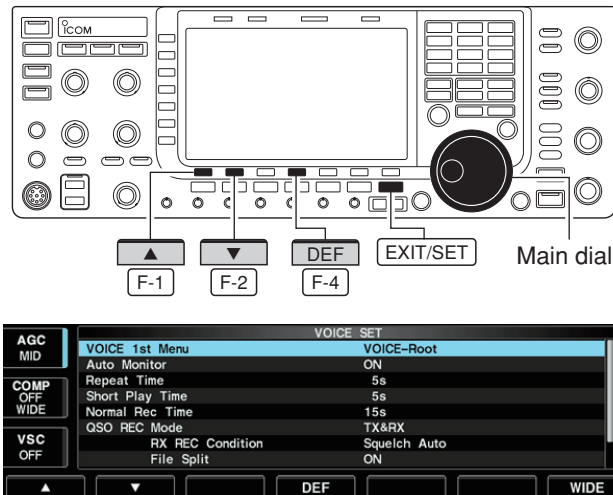 ICOM
▲ ▼ DEF EXIT/SET Main dial
F-1 F-2 F-4
VOICE SET
AGC
MID
COMP
OFF
WIDE
VSC
OFF
VOICE 1st Menu VOICE-Root
Auto Monitor ON
Repeat Time 5s
Short Play Time 5s
Normal Rec Time 15s
QSO REC Mode TX&RX
RX REC Condition Squelch Auto
File Split ON
▲ ▼ DEF WIDE